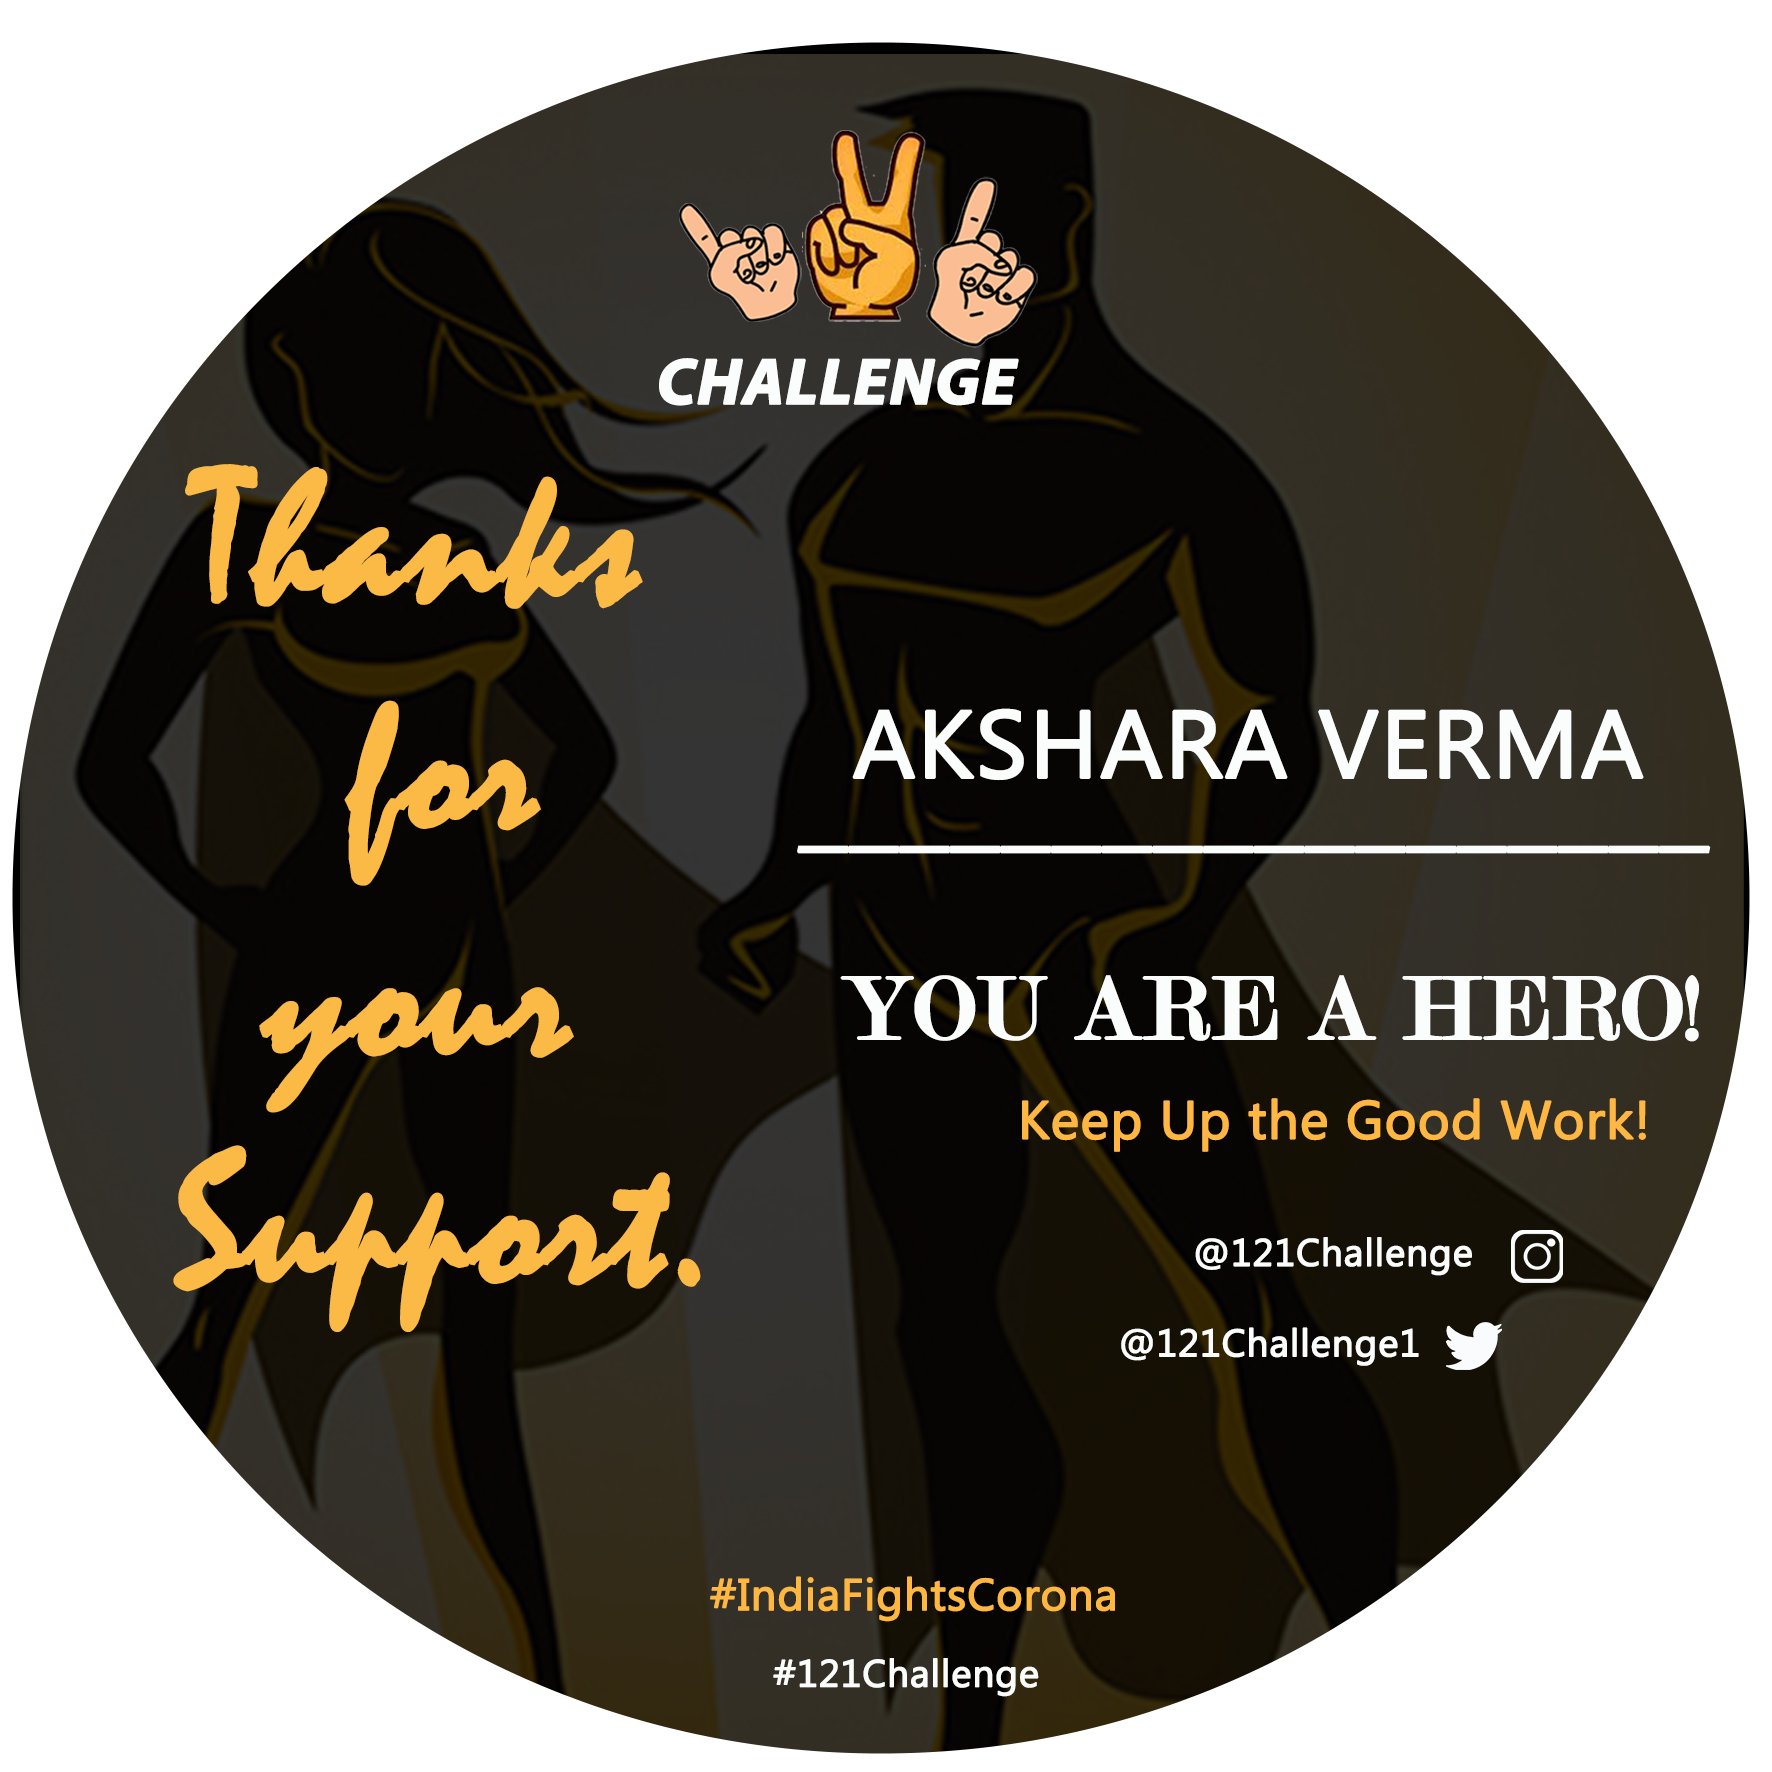 CHALLENGE
Thanks
for
your
Support.
AKSHARA VERMA
YOU ARE A HERO!
Keep Up the Good Work!
@121Challenge
@121Challenge1
#IndiaFightsCorona
#121Challenge